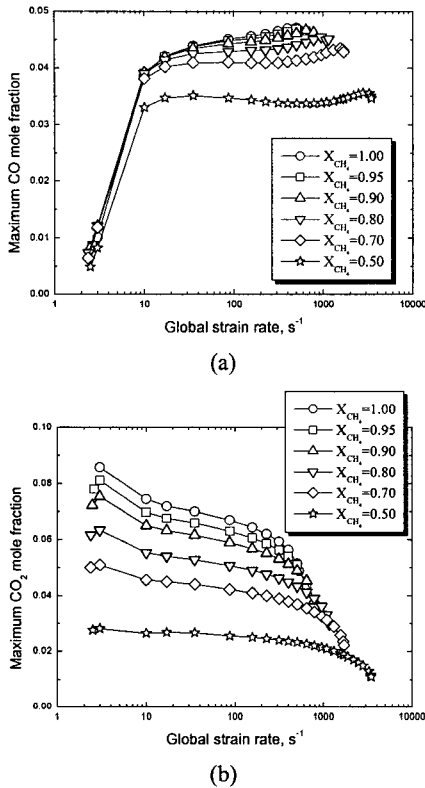 0.05
0.04
0.03
0.02
0.01
0.00
Maximum CO mole fraction
X_CH₄=1.00
X_CH₄=0.95
X_CH₄=0.90
X_CH₄=0.80
X_CH₄=0.70
X_CH₄=0.50
1 10 100 1000 10000
Global strain rate, s⁻¹
(a)
X_CH₄=1.00
X_CH₄=0.95
X_CH₄=0.90
X_CH₄=0.80
X_CH₄=0.70
X_CH₄=0.50
0.10
0.08
0.06
0.04
0.02
0.00
Maximum CO₂ mole fraction
1 10 100 1000 10000
Global strain rate, s⁻¹
(b)